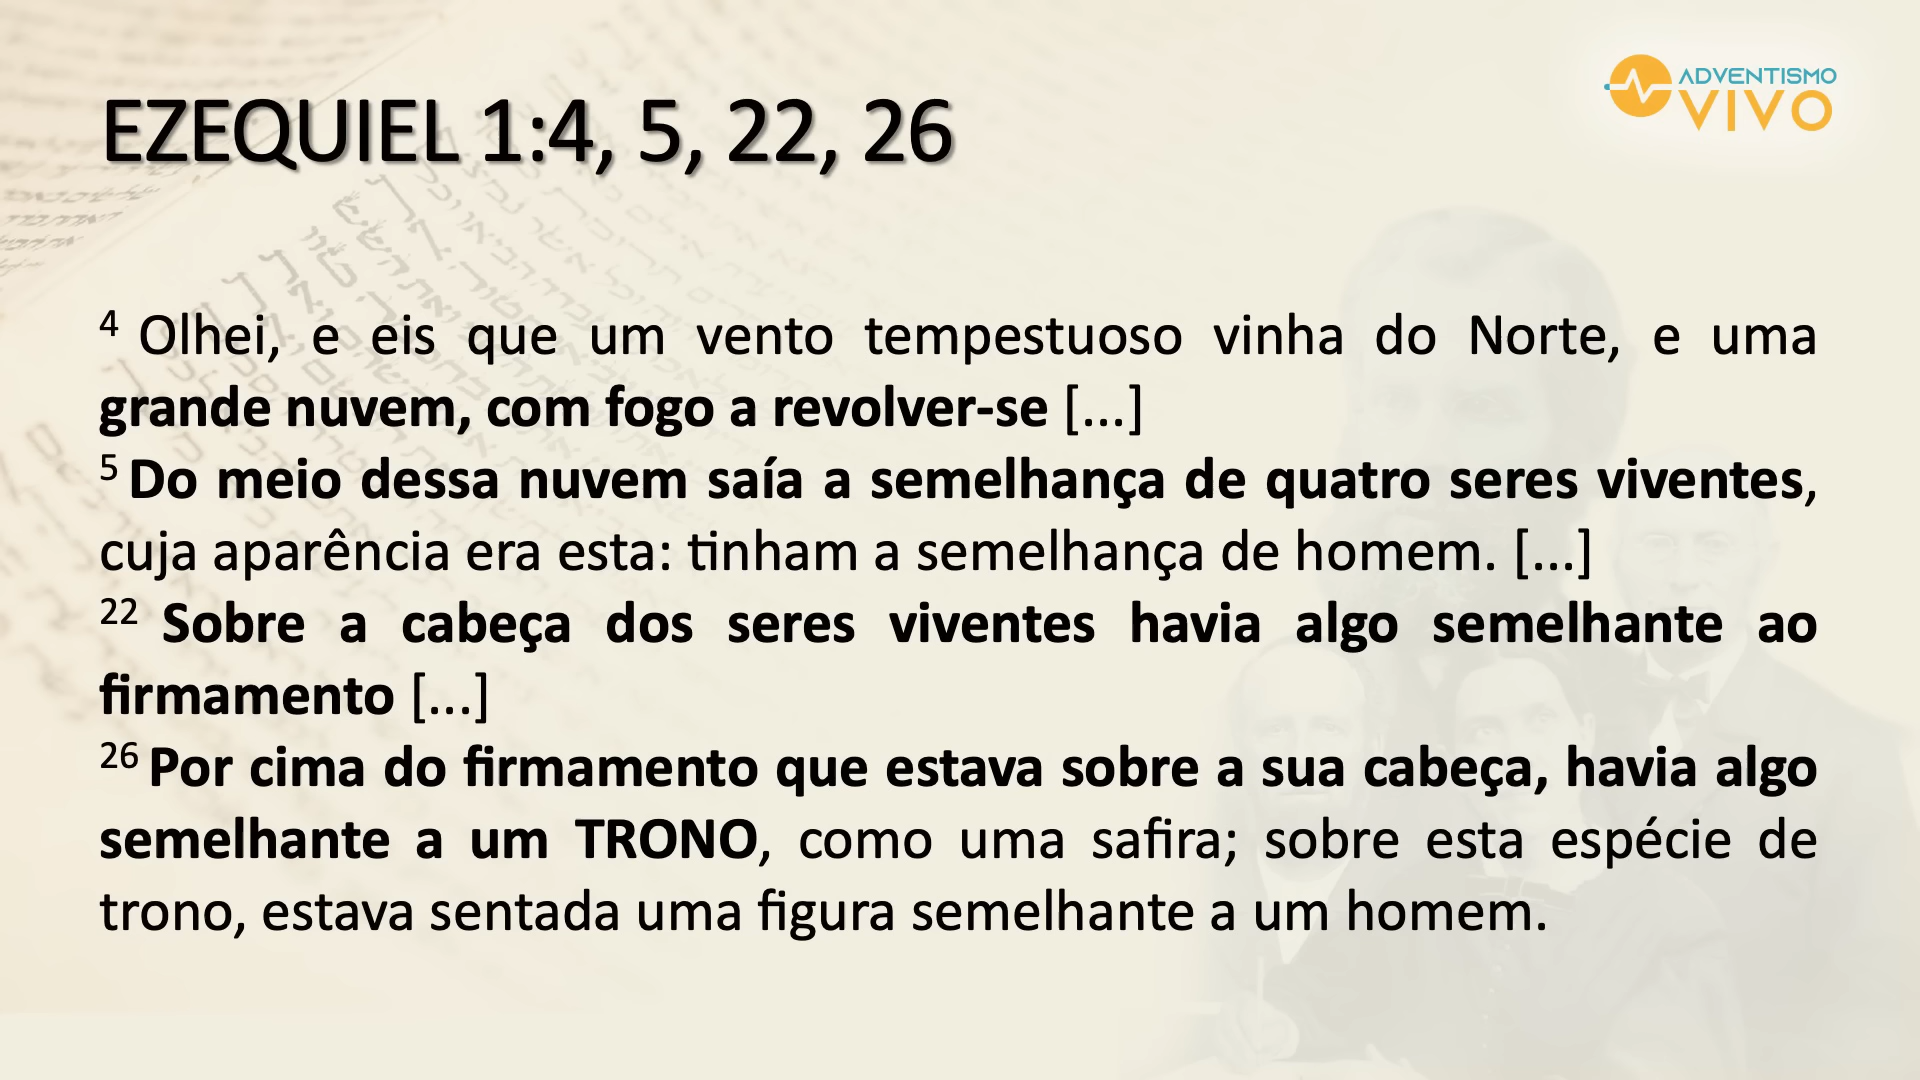 EZEQUIEL 1:4, 5, 22, 26
ADVENTISMO
VIVO
4 Olhei, e eis que um vento tempestuoso vinha do Norte, e uma
grande nuvem, com fogo a revolver-se [...]
5 Do meio dessa nuvem saía a semelhança de quatro seres viventes,
cuja aparência era esta: tinham a semelhança de homem. [...]
22 Sobre a cabeça dos seres viventes havia algo semelhante ao
firmamento [...]
26 Por cima do firmamento que estava sobre a sua cabeça, havia algo
semelhante a um TRONO, como uma safira; sobre esta espécie de
trono, estava sentada uma figura semelhante a um homem.